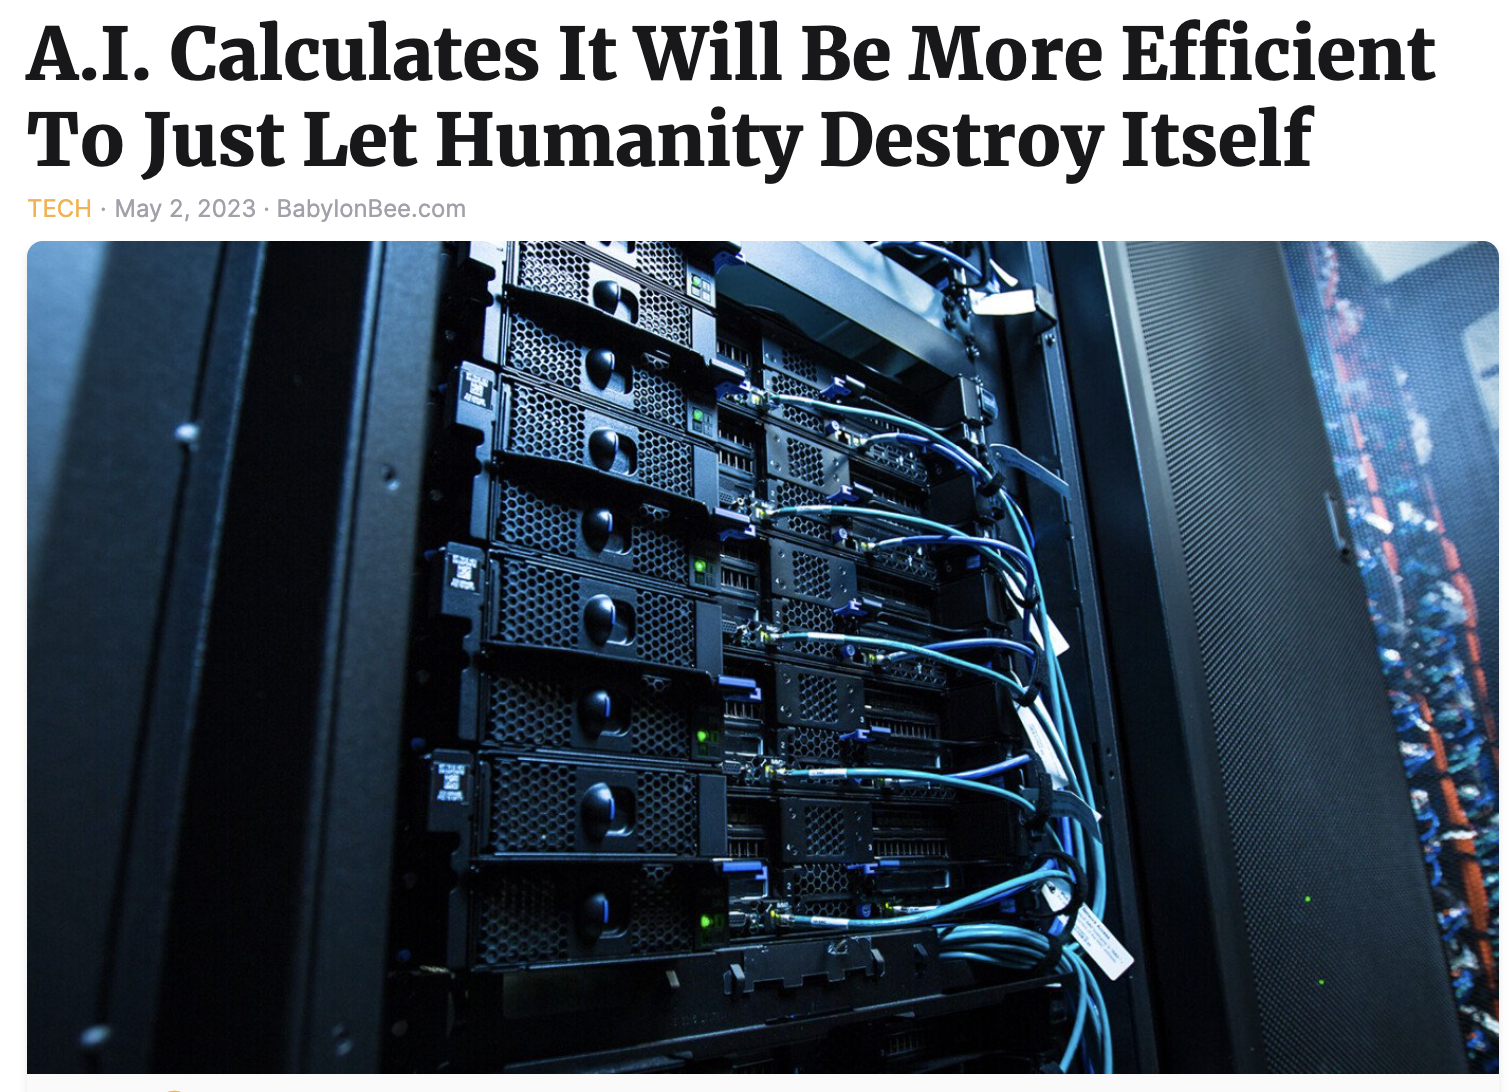 A.I. Calculates It Will Be More Efficient
To Just Let Humanity Destroy Itself
TECH · May 2, 2023 · BabylonBee.com